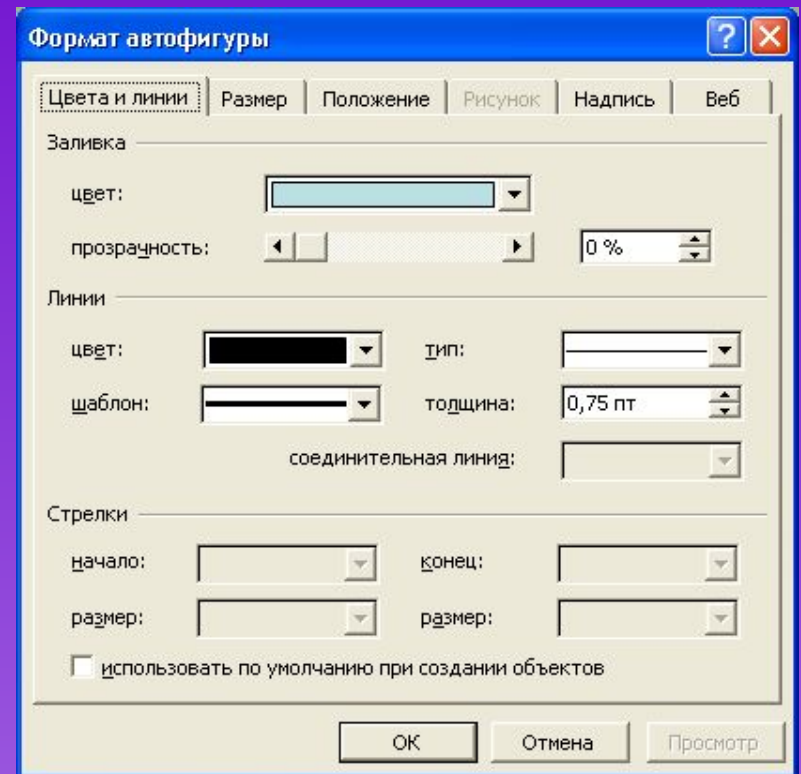 Формат автофигуры
Цвета и линии Размер Положение Рисунок Надпись Веб
Заливка
цвет:
прозрачность: 0 %
Линии
цвет: тип:
шаблон: толщина: 0,75 пт
соединительная линия:
Стрелки
начало: конец:
размер: размер:
использовать по умолчанию при создании объектов
ОК Отмена Просмотр